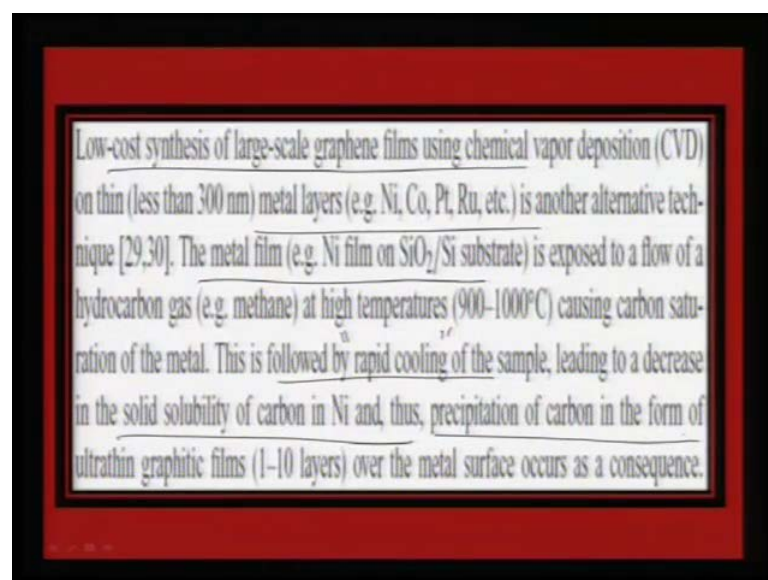 Low-cost synthesis of large-scale graphene films using chemical vapor deposition (CVD)
on thin (less than 300 nm) metal layers (e.g. Ni, Co, Pt, Ru, etc.) is another alternative tech-
nique [29,30]. The metal film (e.g. Ni film on SiO₂/Si substrate) is exposed to a flow of a
hydrocarbon gas (e.g. methane) at high temperatures (900–1000°C) causing carbon satu-
ration of the metal. This is followed by rapid cooling of the sample, leading to a decrease
in the solid solubility of carbon in Ni and, thus, precipitation of carbon in the form of
ultrathin graphitic films (1–10 layers) over the metal surface occurs as a consequence.